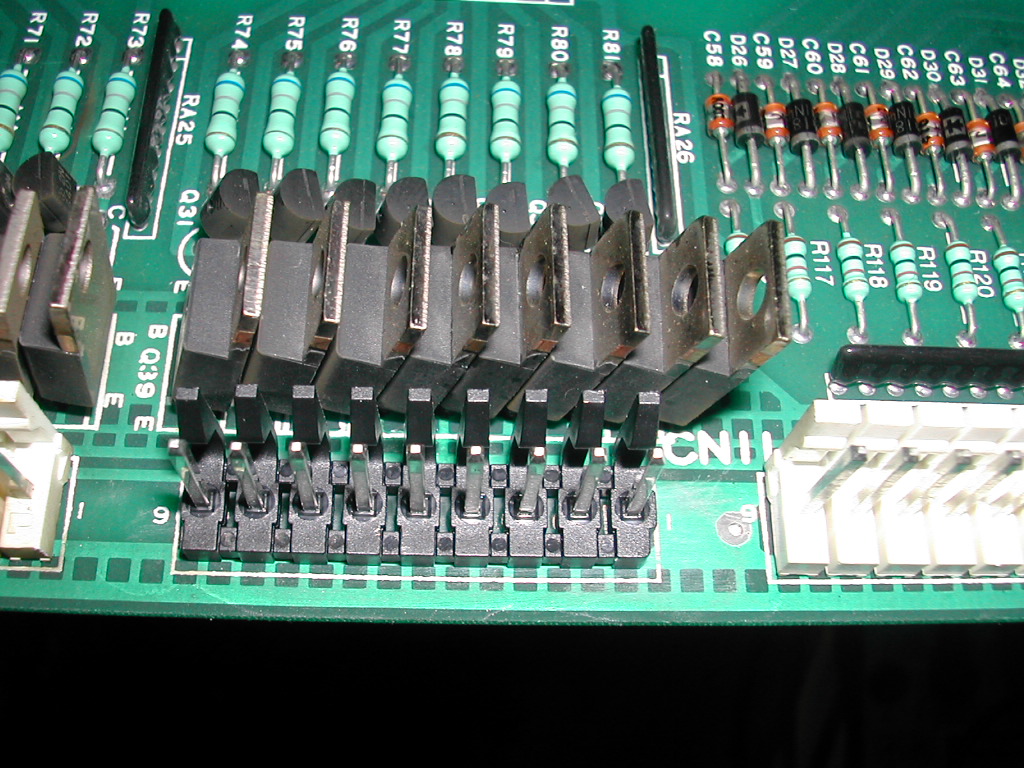 R71
R72
R73
R74
R75
R76
R77
R78
R79
R80
R81
C58
D26
C59
D27
C60
D28
C61
D29
C62
D30
C63
D31
C64
RA25
RA26
Q31
C
E
E
R117
R118
R119
R120
B
B
Q39
E
E
CN11
1
9
1
9